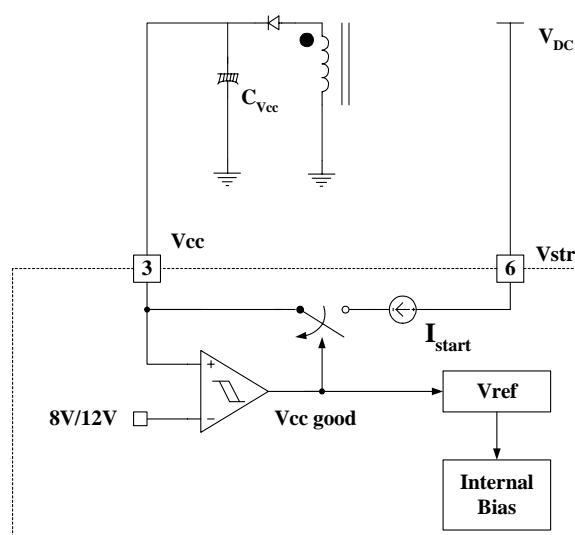 V_DC
C_Vcc
Vcc
Vstr
3
6
I_start
+
−
8V/12V
Vcc good
Vref
Internal
Bias